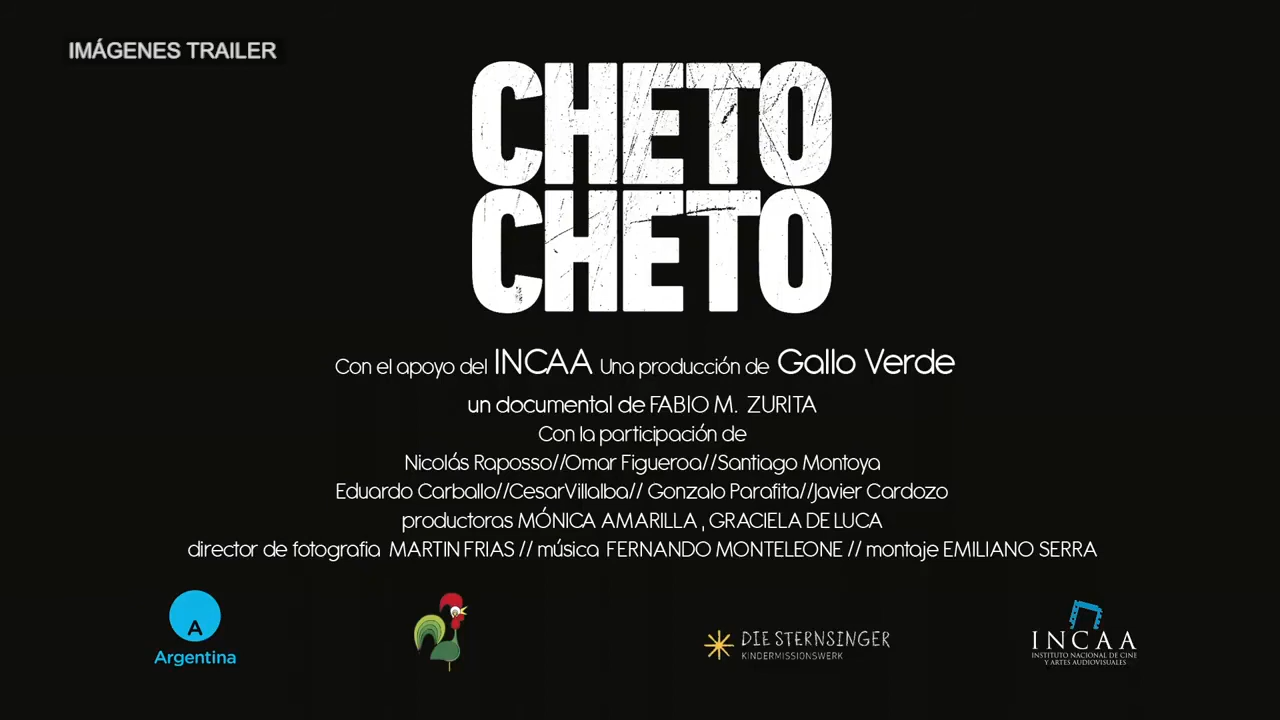 IMÁGENES TRAILER
CHETO
CHETO
Con el apoyo del INCAA Una producción de Gallo Verde
un documental de FABIO M. ZURITA
Con la participación de
Nicolás Raposso//Omar Figueroa//Santiago Montoya
Eduardo Carballo//CesarVillalba// Gonzalo Parafita//Javier Cardozo
productoras MÓNICA AMARILLA , GRACIELA DE LUCA
director de fotografia MARTIN FRIAS // música FERNANDO MONTELEONE // montaje EMILIANO SERRA
A
Argentina
DIE STERNSINGER
KINDERMISSIONSWERK
INCAA
INSTITUTO NACIONAL DE CINE
Y ARTES AUDIOVISUALES